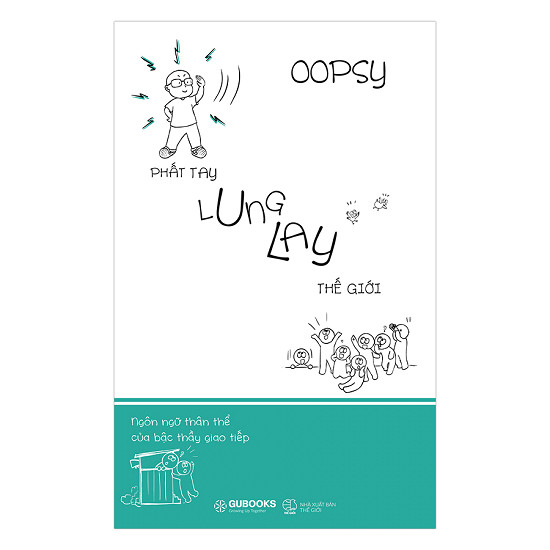 OOPSY
PHẤT TAY
LUNG
LAY
THẾ GIỚI
Ngôn ngữ thân thể
của bậc thầy giao tiếp
GUBOOKS
Growing Up Together
NHÀ XUẤT BẢN
THẾ GIỚI